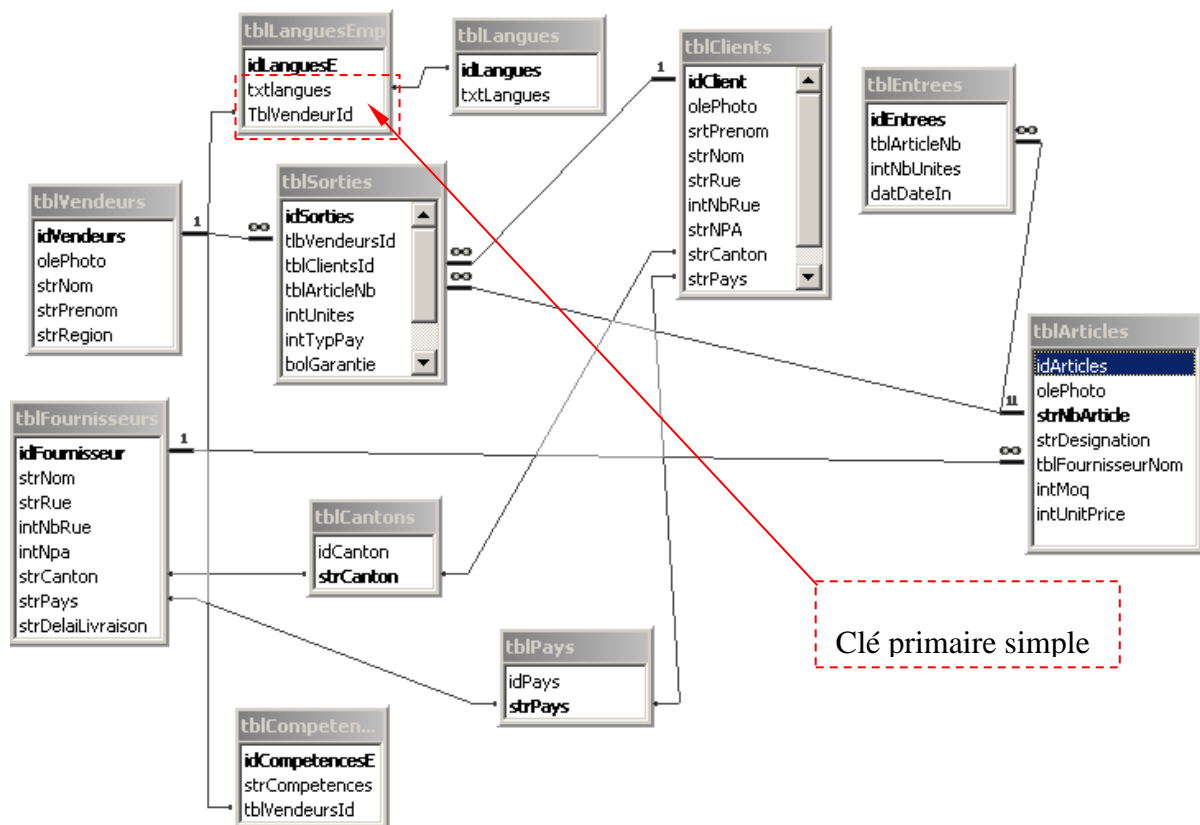 tblLanguesEmp
idLanguesE
txtlangues
TblVendeurId
tblLangues
idLangues
txtLangues
tblClients
idClient
olePhoto
srtPrenom
strNom
strRue
intNbRue
strNPA
strCanton
strPays
tblEntrees
idEntrees
tblArticleNb
intNbUnites
datDateIn
tblVendeurs
idVendeurs
olePhoto
strNom
strPrenom
strRegion
tblSorties
idSorties
tlbVendeursId
tblClientsId
tblArticleNb
intUnites
intTypPay
bolGarantie
1
∞
1
∞
∞
∞
tblArticles
idArticles
olePhoto
strNbArticle
strDesignation
tblFournisseurNom
intMoq
intUnitPrice
11
∞
tblFournisseurs
idFournisseur
strNom
strRue
intNbRue
intNpa
strCanton
strPays
strDelaiLivraison
1
tblCantons
idCanton
strCanton
tblPays
idPays
strPays
Clé primaire simple
tblCompeten...
idCompetencesE
strCompetences
tblVendeursId